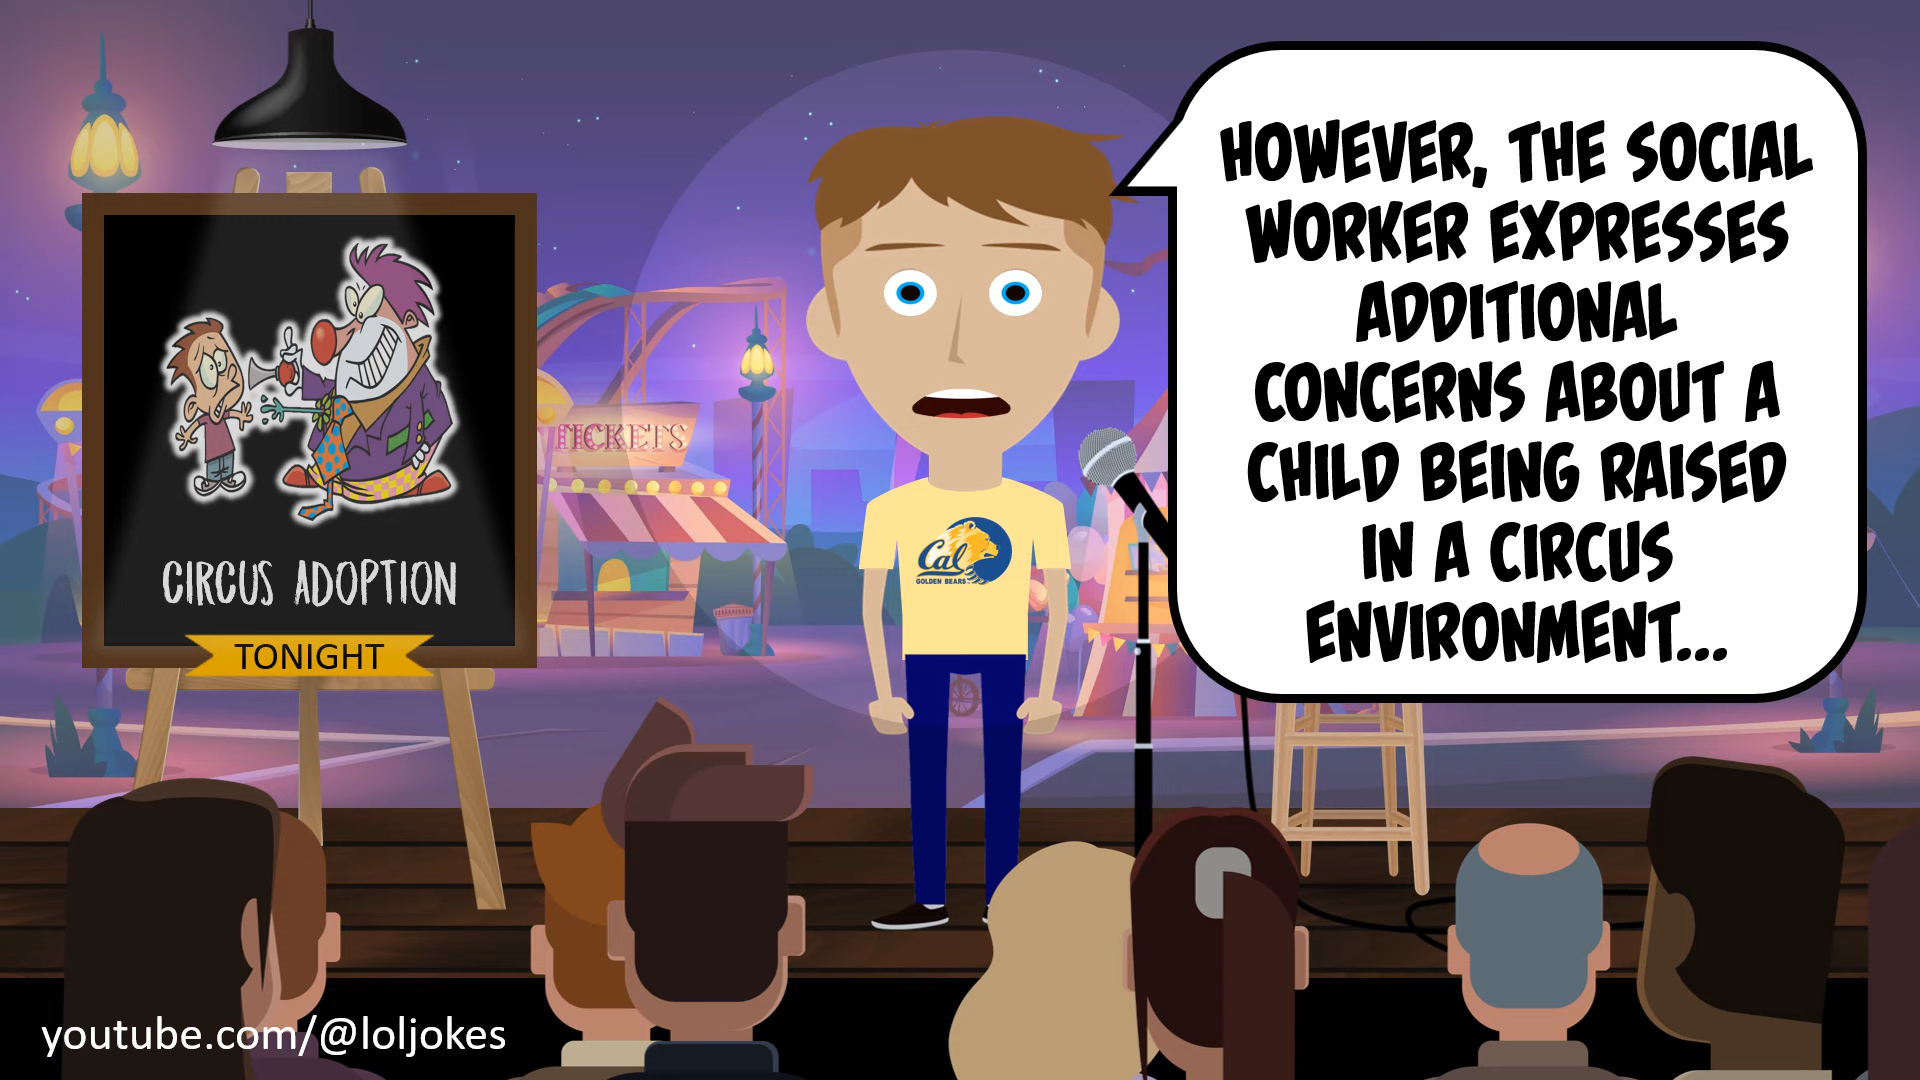 HOWEVER, THE SOCIAL
WORKER EXPRESSES
ADDITIONAL
CONCERNS ABOUT A
CHILD BEING RAISED
IN A CIRCUS
ENVIRONMENT...
TICKETS
Cal
GOLDEN BEARS
CIRCUS ADOPTION
TONIGHT
youtube.com/@loljokes